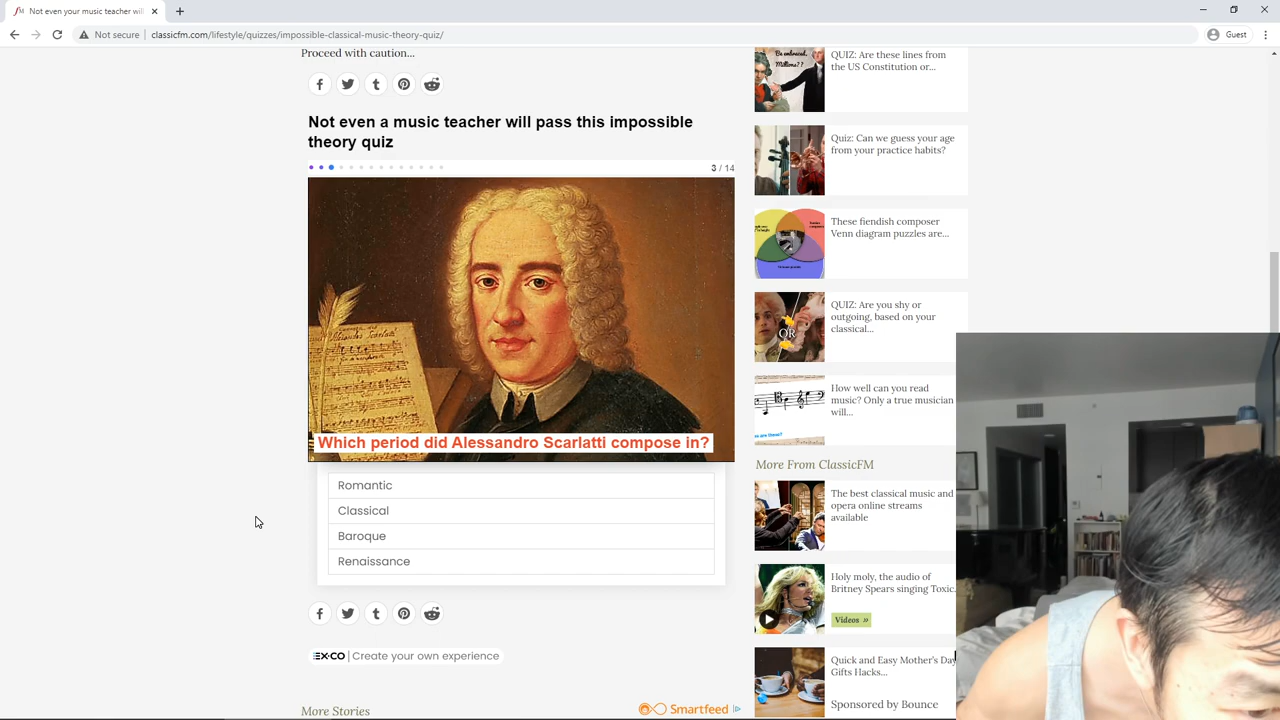 Not even your music teacher will
Not secure
classicfm.com/lifestyle/quizzes/impossible-classical-music-theory-quiz/
Guest
Proceed with caution...
Not even a music teacher will pass this impossible
theory quiz
3 / 14
Which period did Alessandro Scarlatti compose in?
Romantic
Classical
Baroque
Renaissance
EX.CO | Create your own experience
More Stories
Smartfeed
Be embraced,
Millions??
QUIZ: Are these lines from
the US Constitution or...
Quiz: Can we guess your age
from your practice habits?
These fiendish composer
Venn diagram puzzles are...
OR
QUIZ: Are you shy or
outgoing, based on your
classical...
How well can you read
music? Only a true musician
will...
More From ClassicFM
The best classical music and
opera online streams
available
Holy moly, the audio of
Britney Spears singing Toxic
Videos »
Quick and Easy Mother's Day
Gifts Hacks...
Sponsored by Bounce